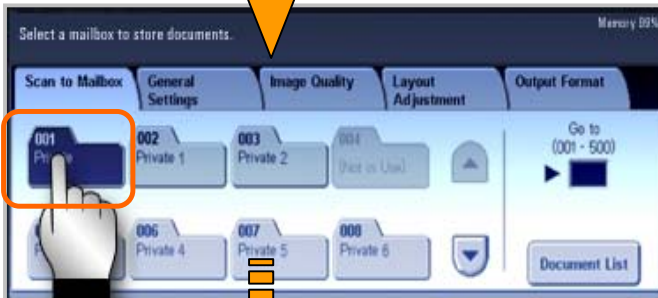 Select a mailbox to store documents.
Memory 99%
Scan to Mailbox
General
Settings
Image Quality
Layout
Adjustment
Output Format
001
002
Private 1
003
Private 2
004
(Not in Use)
Go to
(001 - 500)
006
Private 4
007
Private 5
008
Private 6
Document List